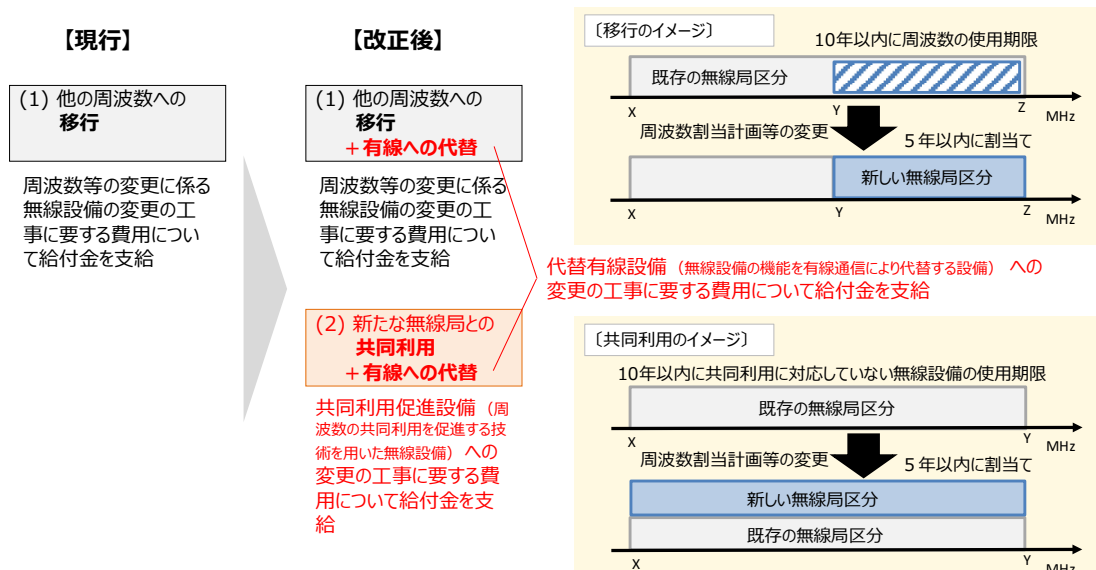 【現行】
(1) 他の周波数への
移行
周波数等の変更に係る
無線設備の変更の工
事に要する費用につい
て給付金を支給
【改正後】
(1) 他の周波数への
移行
＋有線への代替
周波数等の変更に係る
無線設備の変更の工
事に要する費用につい
て給付金を支給
(2) 新たな無線局との
共同利用
＋有線への代替
共同利用促進設備（周
波数の共同利用を促進する技
術を用いた無線設備）への
変更の工事に要する費
用について給付金を支
給
代替有線設備（無線設備の機能を有線通信により代替する設備）への
変更の工事に要する費用について給付金を支給
〔移行のイメージ〕
10年以内に周波数の使用期限
既存の無線局区分
X Y Z MHz
周波数割当計画等の変更 5年以内に割当て
新しい無線局区分
X Y Z MHz
〔共同利用のイメージ〕
10年以内に共同利用に対応していない無線設備の使用期限
既存の無線局区分
X Y MHz
周波数割当計画等の変更 5年以内に割当て
新しい無線局区分
既存の無線局区分
X Y MHz